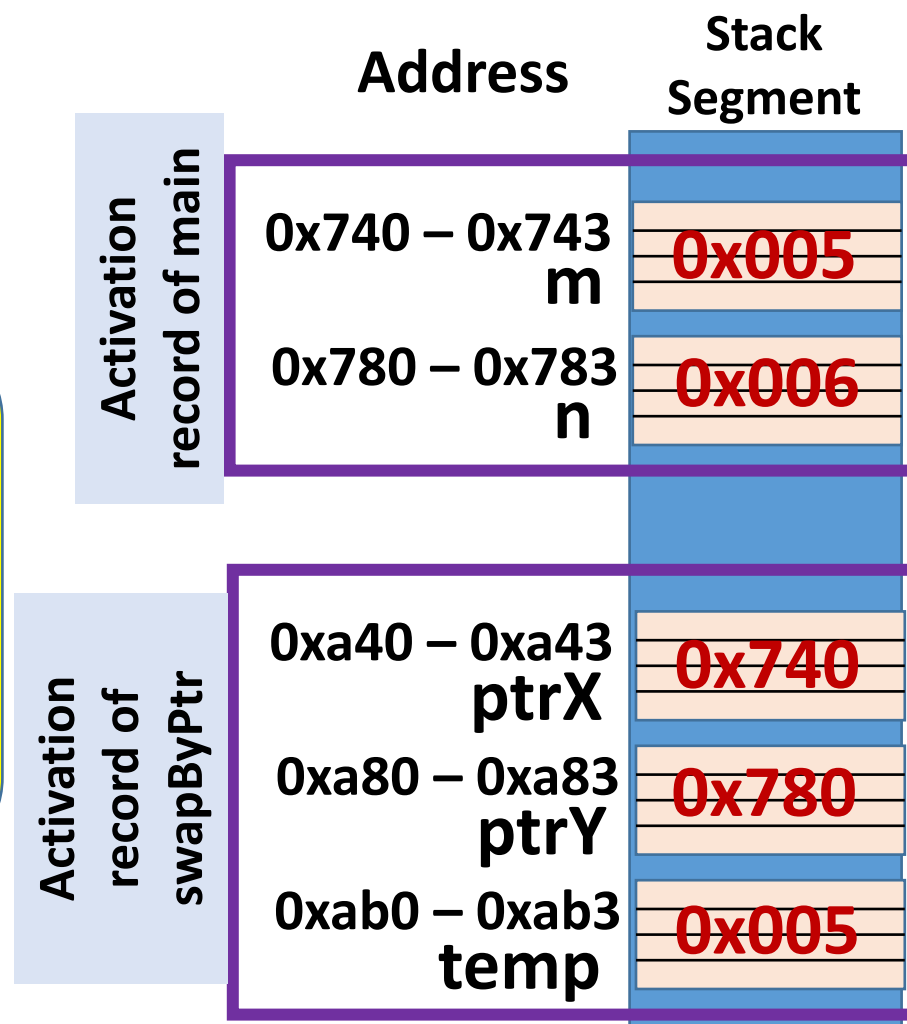 Address
Stack
Segment
Activation
record of main
0x740 – 0x743
m
0x005
0x780 – 0x783
n
0x006
Activation
record of
swapByPtr
0xa40 – 0xa43
ptrX
0x740
0xa80 – 0xa83
ptrY
0x780
0xab0 – 0xab3
temp
0x005